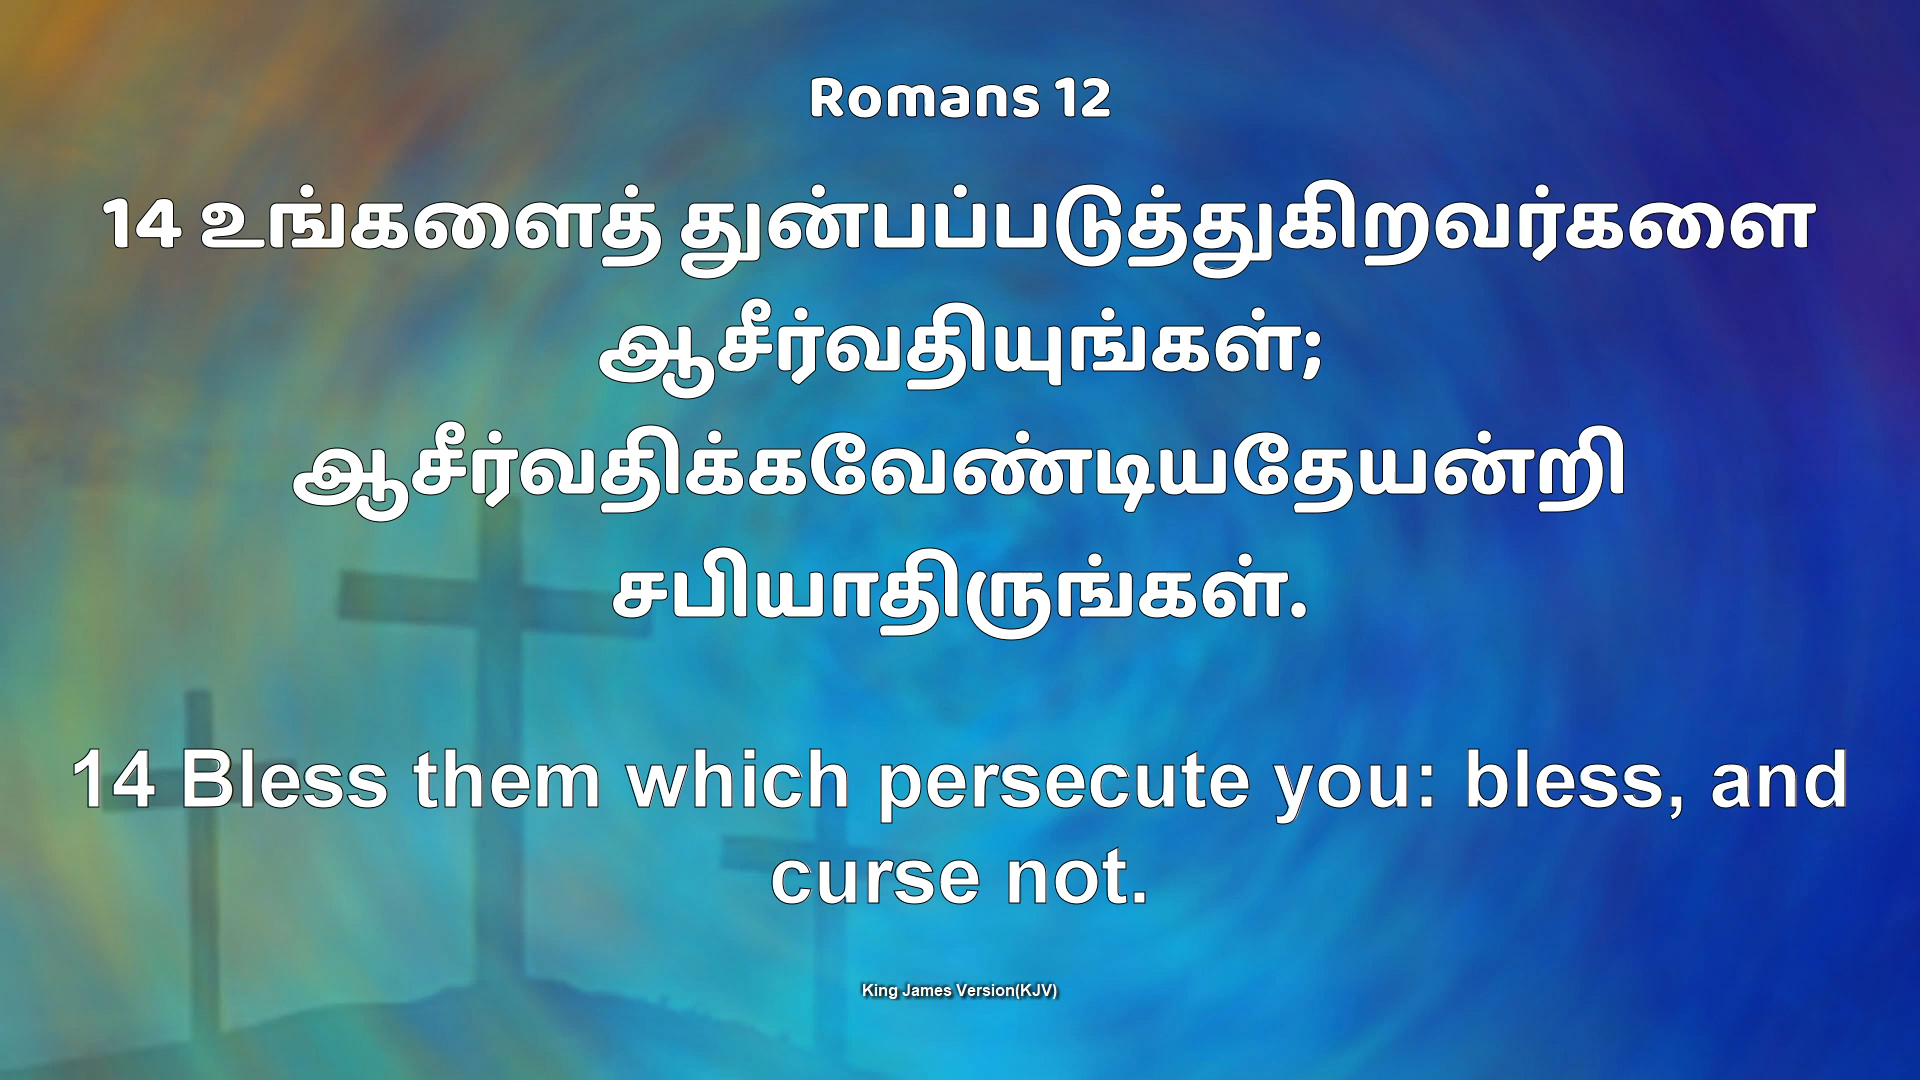 Romans 12
14 உங்களைத் துன்பப்படுத்துகிறவர்களை
ஆசீர்வதியுங்கள்;
ஆசீர்வதிக்கவேண்டியதேயன்றி
சபியாதிருங்கள்.
14 Bless them which persecute you: bless, and
curse not.
King James Version(KJV)